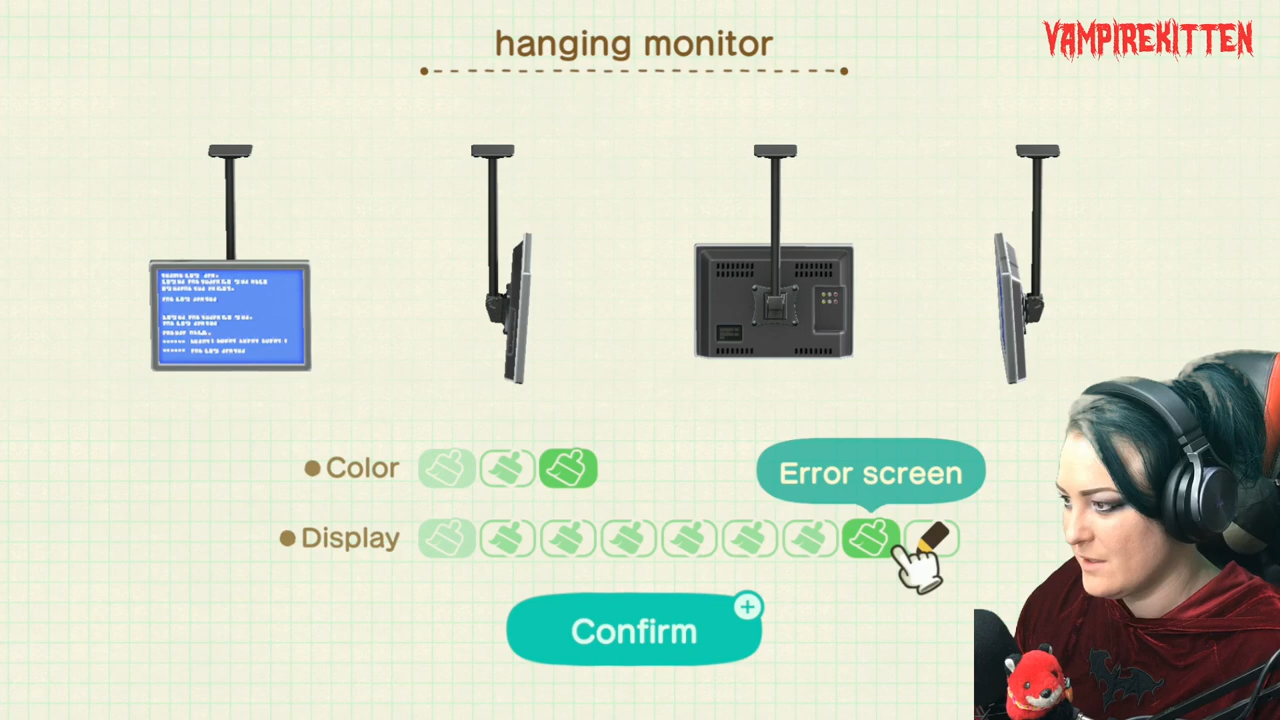 hanging monitor
VAMPIREKITTEN
Color
Error screen
Display
Confirm